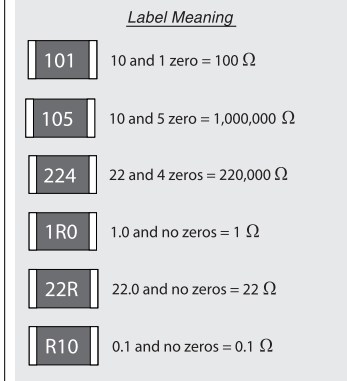 Label Meaning
101 10 and 1 zero = 100 Ω
105 10 and 5 zero = 1,000,000 Ω
224 22 and 4 zeros = 220,000 Ω
1R0 1.0 and no zeros = 1 Ω
22R 22.0 and no zeros = 22 Ω
R10 0.1 and no zeros = 0.1 Ω